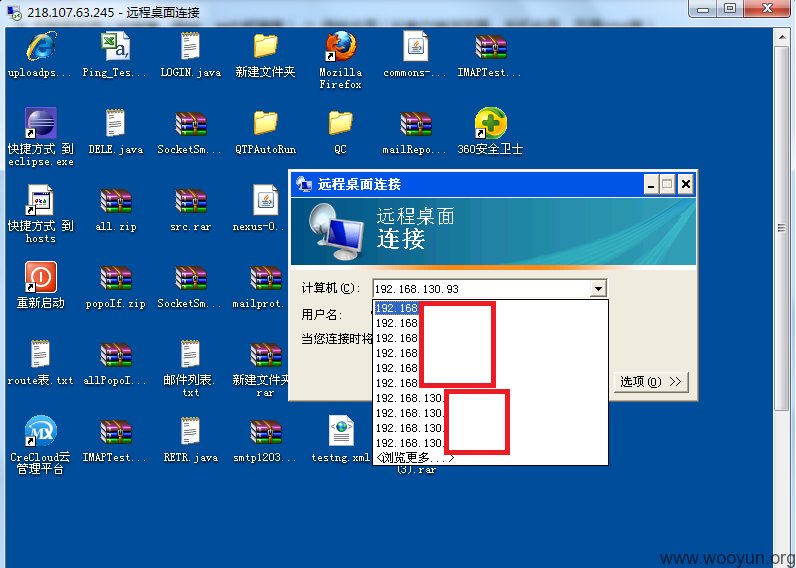 218.107.63.245 - 远程桌面连接
uploadps...
Ping_Tes...
LOGIN.java
新建文件夹
Mozilla
Firefox
commons-...
IMAPTest...
快捷方式 到
eclipse.exe
DELE.java
SocketSm...
QTPAutoRun
QC
mailRepo...
360安全卫士
快捷方式 到
hosts
all.zip
src.rar
nexus-0..
重新启动
popoIf.zip
SocketSm...
mailprot.
route表.txt
allPopoI...
邮件列表.
txt
新建文件夹
rar
CreCloud云
管理平台
IMAPTest...
RETR.java
smtp1203...
testng.xml
(3).rar
远程桌面连接
远程桌面
连接
计算机(C):
192.168.130.93
用户名:
当您连接时将
192.168
192.168
192.168
192.168
192.168
192.168
192.168.130.
192.168.130.
192.168.130.
192.168.130.
<浏览更多...>
选项(O) >>
www.wooyun.org